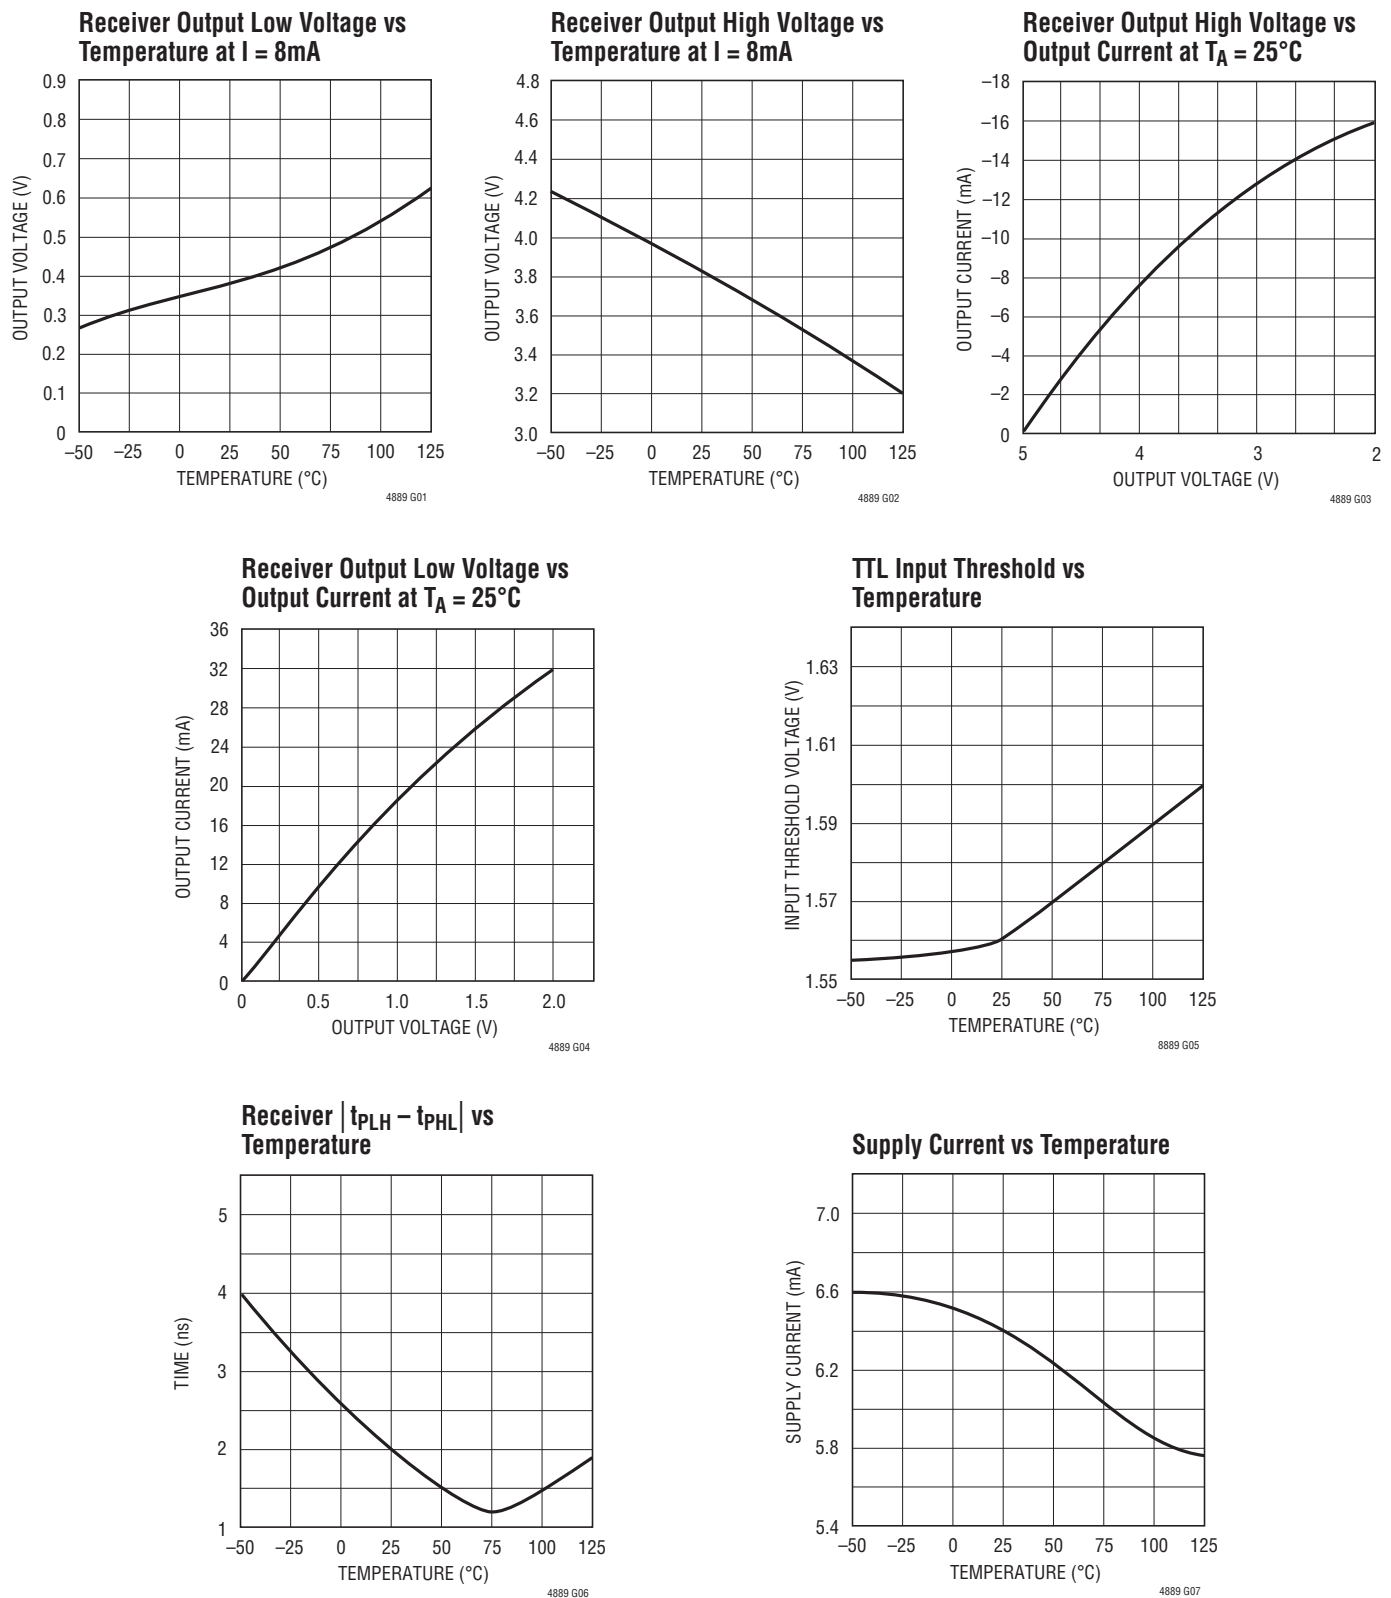 Receiver Output Low Voltage vs
Temperature at I = 8mA
OUTPUT VOLTAGE (V)
0.9
0.8
0.7
0.6
0.5
0.4
0.3
0.2
0.1
0
–50 –25 0 25 50 75 100 125
TEMPERATURE (°C)
4889 G01
Receiver Output High Voltage vs
Temperature at I = 8mA
OUTPUT VOLTAGE (V)
4.8
4.6
4.4
4.2
4.0
3.8
3.6
3.4
3.2
3.0
–50 –25 0 25 50 75 100 125
TEMPERATURE (°C)
4889 G02
Receiver Output High Voltage vs
Output Current at TA = 25°C
OUTPUT CURRENT (mA)
–18
–16
–14
–12
–10
–8
–6
–4
–2
0
5 4 3 2
OUTPUT VOLTAGE (V)
4889 G03
Receiver Output Low Voltage vs
Output Current at TA = 25°C
OUTPUT CURRENT (mA)
36
32
28
24
20
16
12
8
4
0
0 0.5 1.0 1.5 2.0
OUTPUT VOLTAGE (V)
4889 G04
TTL Input Threshold vs
Temperature
INPUT THRESHOLD VOLTAGE (V)
1.63
1.61
1.59
1.57
1.55
–50 –25 0 25 50 75 100 125
TEMPERATURE (°C)
8889 G05
Receiver |tPLH – tPHL| vs
Temperature
TIME (ns)
5
4
3
2
1
–50 –25 0 25 50 75 100 125
TEMPERATURE (°C)
4889 G06
Supply Current vs Temperature
SUPPLY CURRENT (mA)
7.0
6.6
6.2
5.8
5.4
–50 –25 0 25 50 75 100 125
TEMPERATURE (°C)
4889 G07